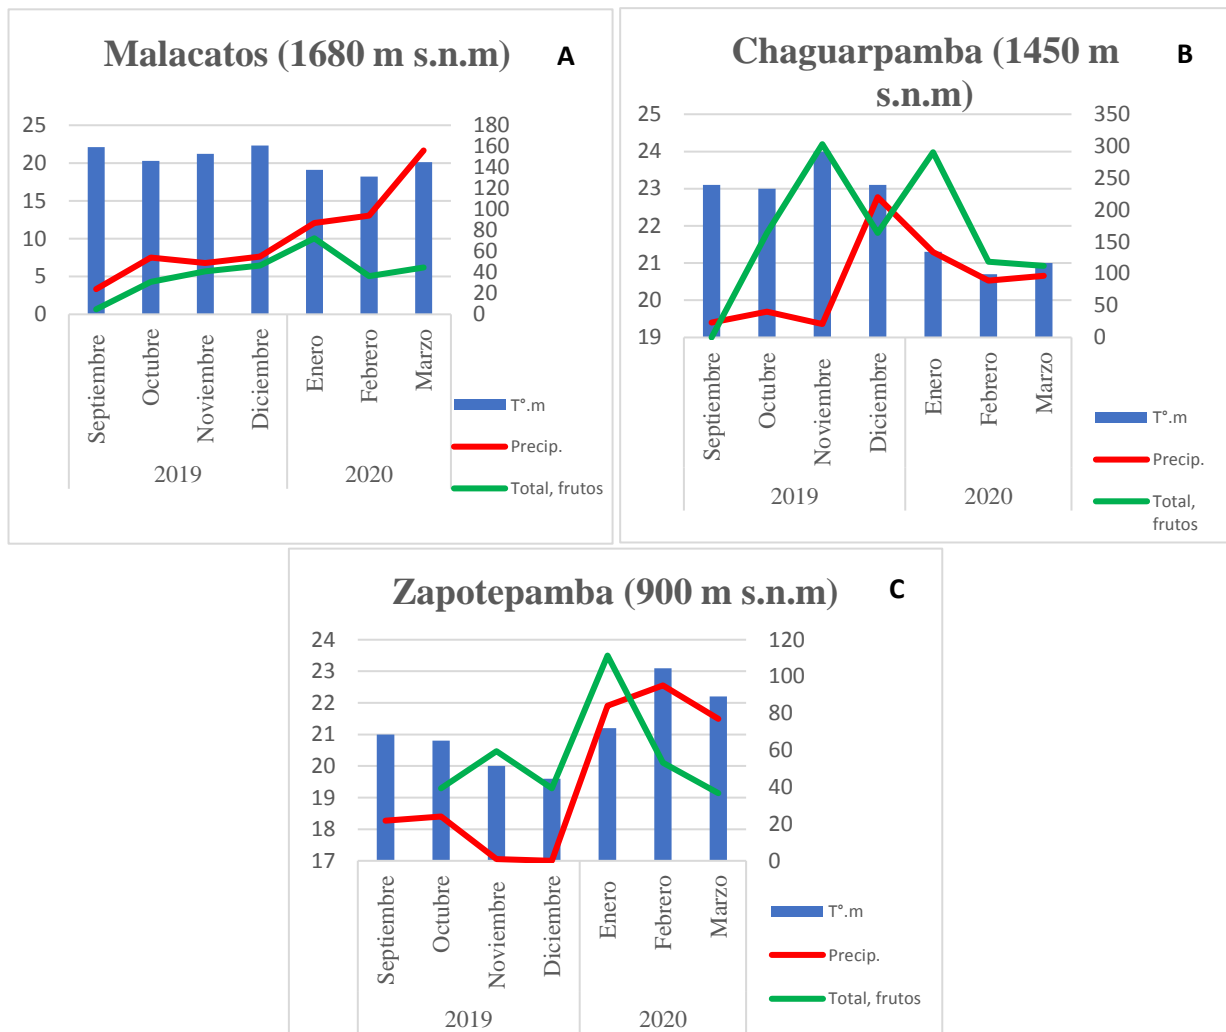 Malacatos (1680 m s.n.m)
A
25
20
15
10
5
0
180
160
140
120
100
80
60
40
20
0
Septiembre
Octubre
Noviembre
Diciembre
Enero
Febrero
Marzo
2019
2020
T°.m
Precip.
Total, frutos
Chaguarpamba (1450 m
s.n.m)
B
25
24
23
22
21
20
19
350
300
250
200
150
100
50
0
Septiembre
Octubre
Noviembre
Diciembre
Enero
Febrero
Marzo
2019
2020
T°.m
Precip.
Total,
frutos
Zapotepamba (900 m s.n.m)
C
24
23
22
21
20
19
18
17
120
100
80
60
40
20
0
Septiembre
Octubre
Noviembre
Diciembre
Enero
Febrero
Marzo
2019
2020
T°.m
Precip.
Total, frutos